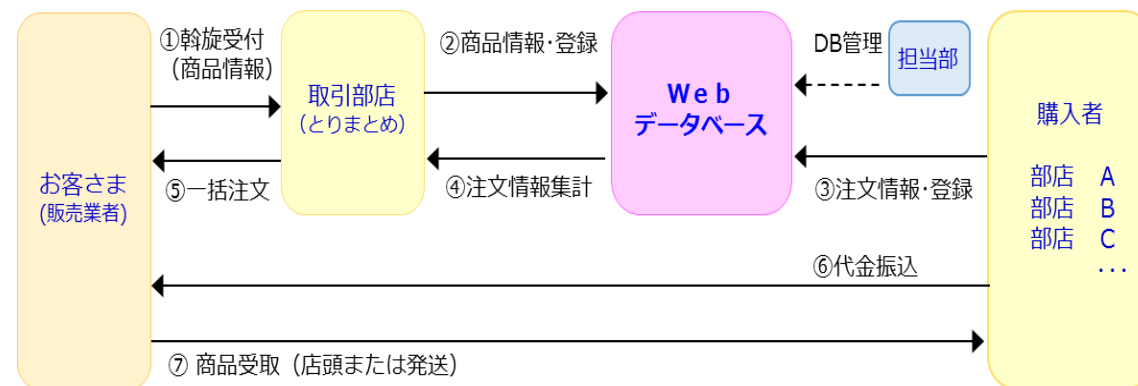 ①斡旋受付
（商品情報）
②商品情報･登録
DB管理
担当部
取引部店
（とりまとめ）
Web
データベース
購入者
お客さま
(販売業者)
⑤一括注文
④注文情報集計
③注文情報･登録
部店 A
部店 B
部店 C
･･･
⑥代金振込
⑦ 商品受取（店頭または発送）